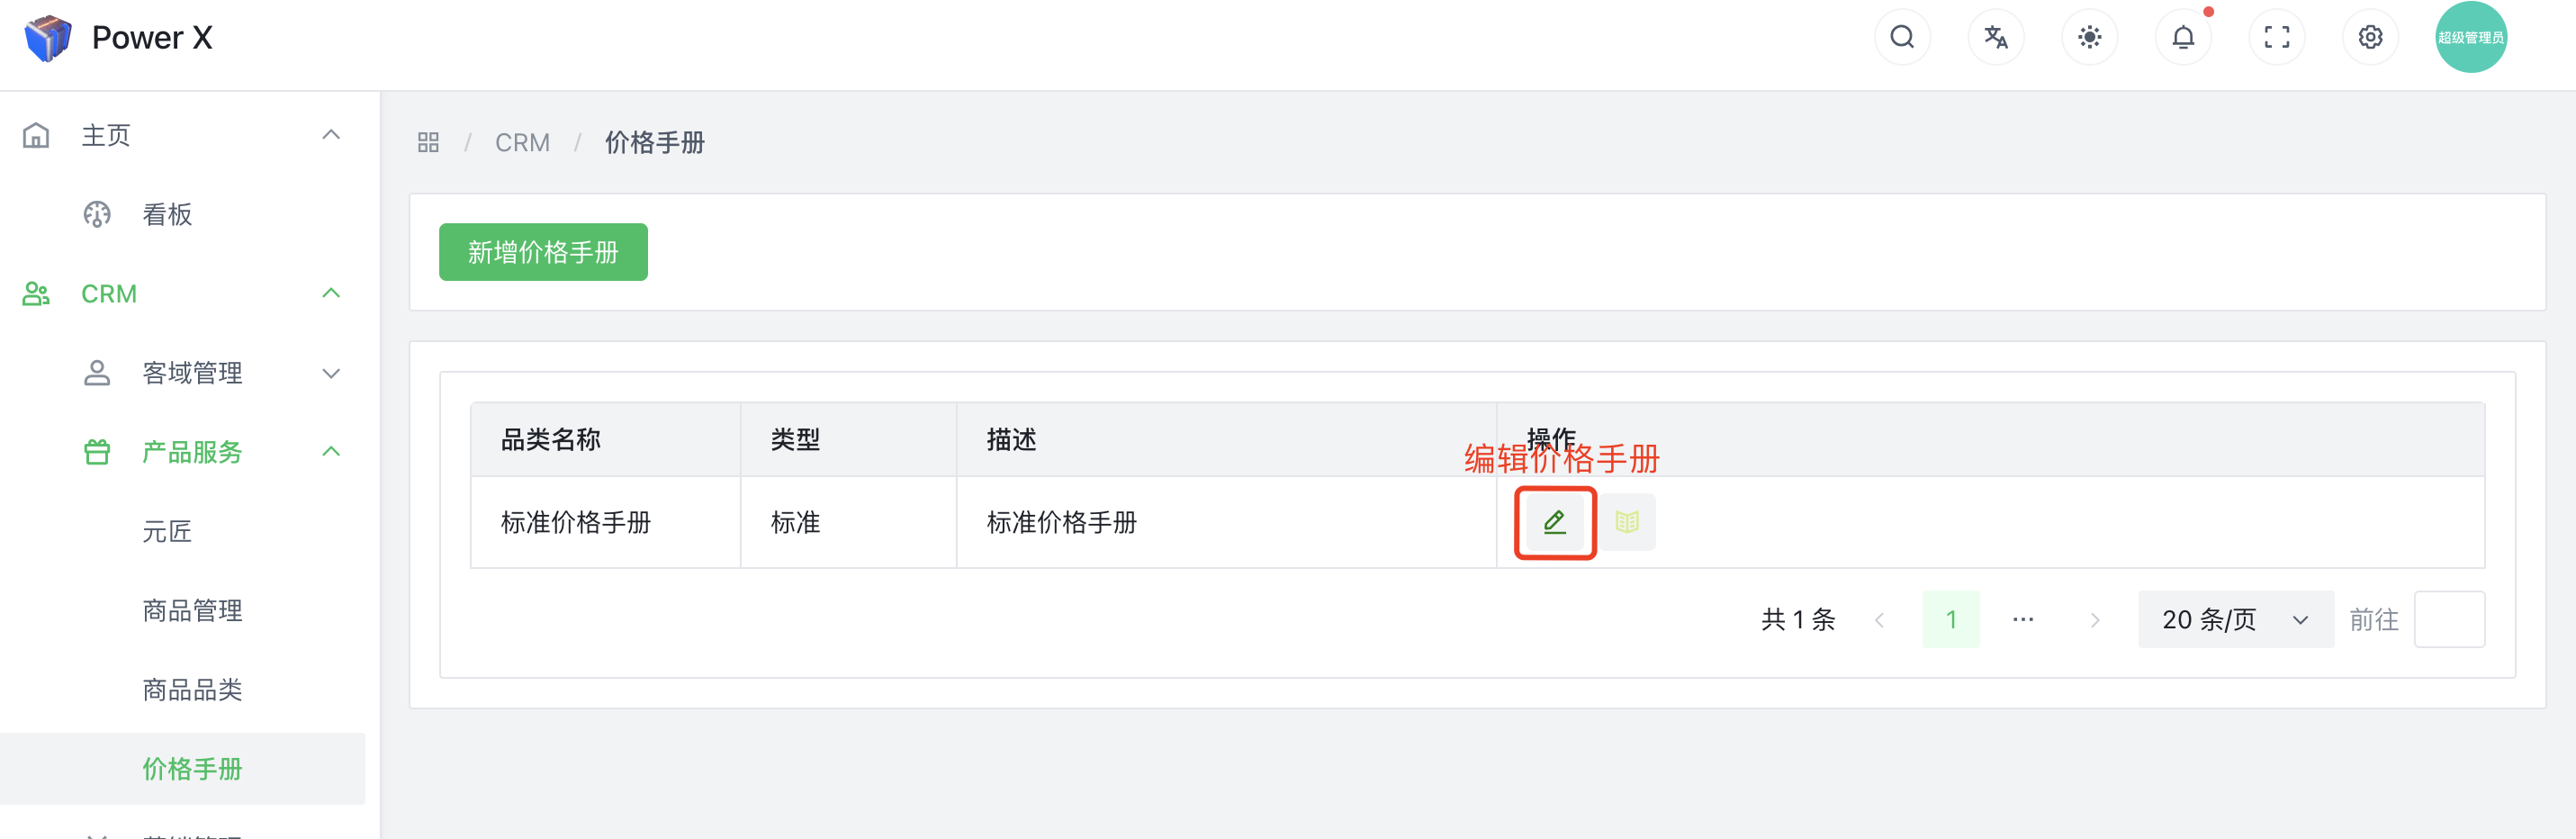 Power X
超级管理员
主页
看板
CRM
客域管理
产品服务
元匠
商品管理
商品品类
价格手册
/ CRM / 价格手册
新增价格手册
品类名称 类型 描述 操作
编辑价格手册
标准价格手册 标准 标准价格手册
共 1 条 1 ··· 20 条/页 前往